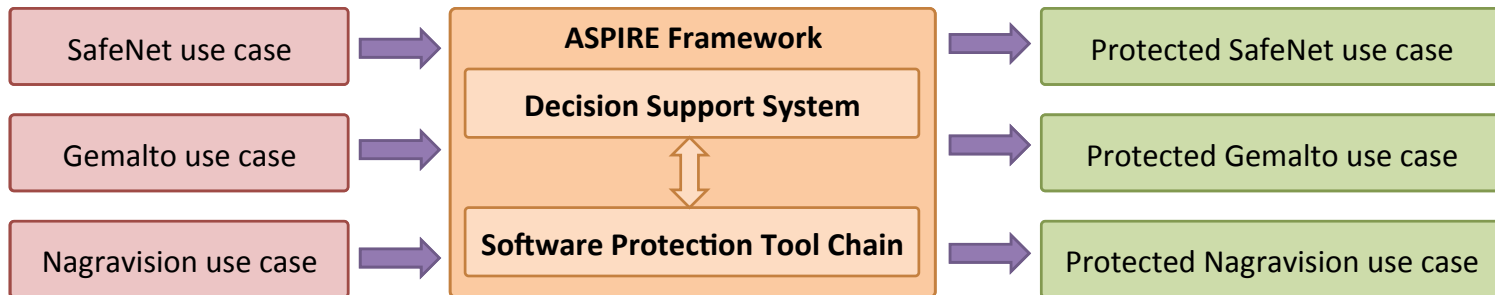 SafeNet use case
Gemalto use case
Nagravision use case
ASPIRE Framework
Decision Support System
Software Protection Tool Chain
Protected SafeNet use case
Protected Gemalto use case
Protected Nagravision use case